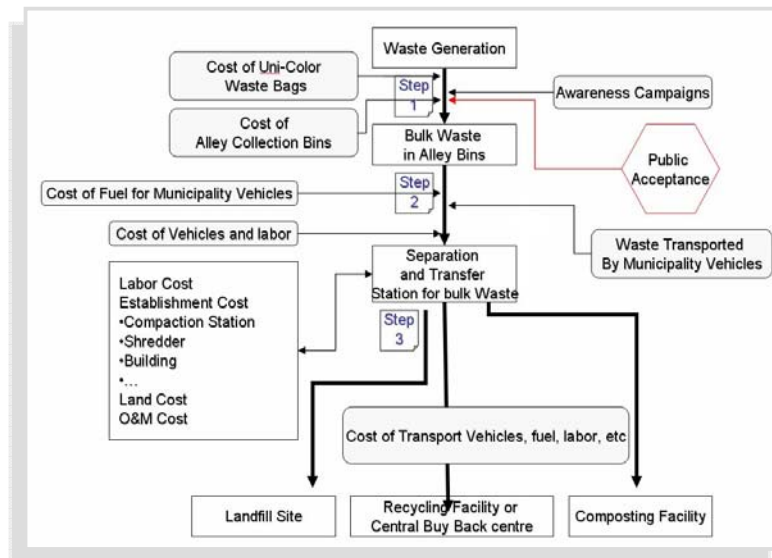 Waste Generation
Cost of Uni-Color
Waste Bags
Step
1
Awareness Campaigns
Cost of
Alley Collection Bins
Bulk Waste
in Alley Bins
Public
Acceptance
Step
2
Cost of Fuel for Municipality Vehicles
Cost of Vehicles and labor
Waste Transported
By Municipality Vehicles
Separation
and Transfer
Station for bulk Waste
Labor Cost
Establishment Cost
•Compaction Station
•Shredder
•Building
•...
Land Cost
O&M Cost
Step
3
Cost of Transport Vehicles, fuel, labor, etc
Landfill Site
Recycling Facility or
Central Buy Back centre
Composting Facility